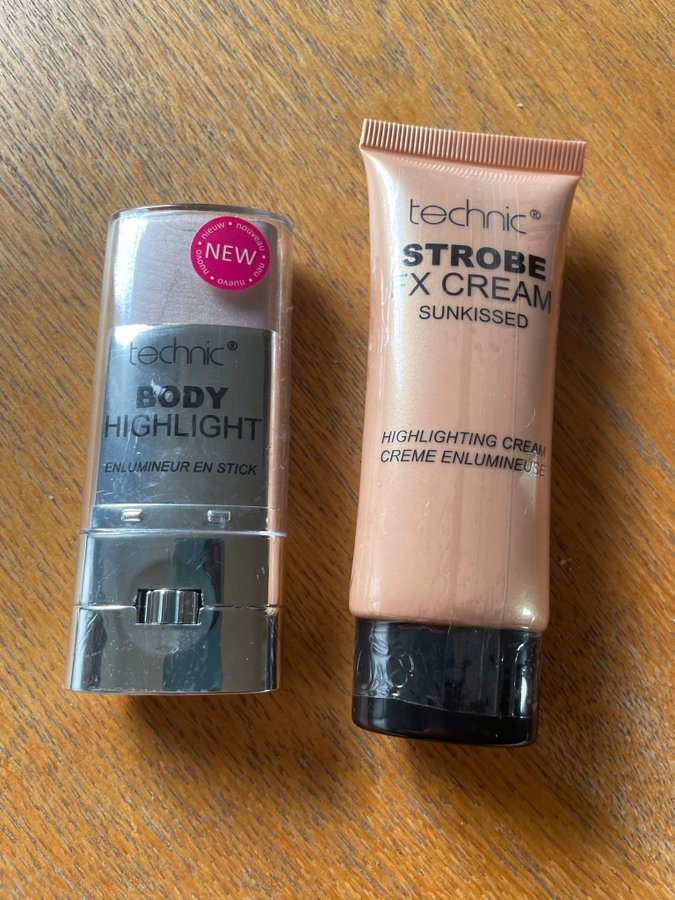 nieuw • nouveau • neu • nuevo • nuovo •
NEW
technic®
BODY
HIGHLIGHT
ENLUMINEUR EN STICK
technic®
STROBE
FX CREAM
SUNKISSED
HIGHLIGHTING CREAM
CREME ENLUMINEUSE